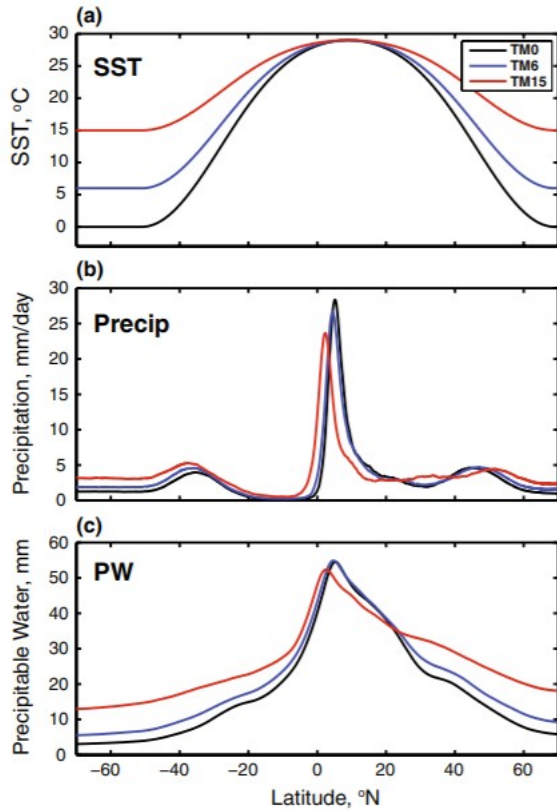 (a)
SST
TM0
TM6
TM15
SST, °C
30
25
20
15
10
5
0
(b)
Precip
Precipitation, mm/day
30
25
20
15
10
5
0
(c)
PW
Precipitable Water, mm
60
50
40
30
20
10
0
−60 −40 −20 0 20 40 60
Latitude, °N